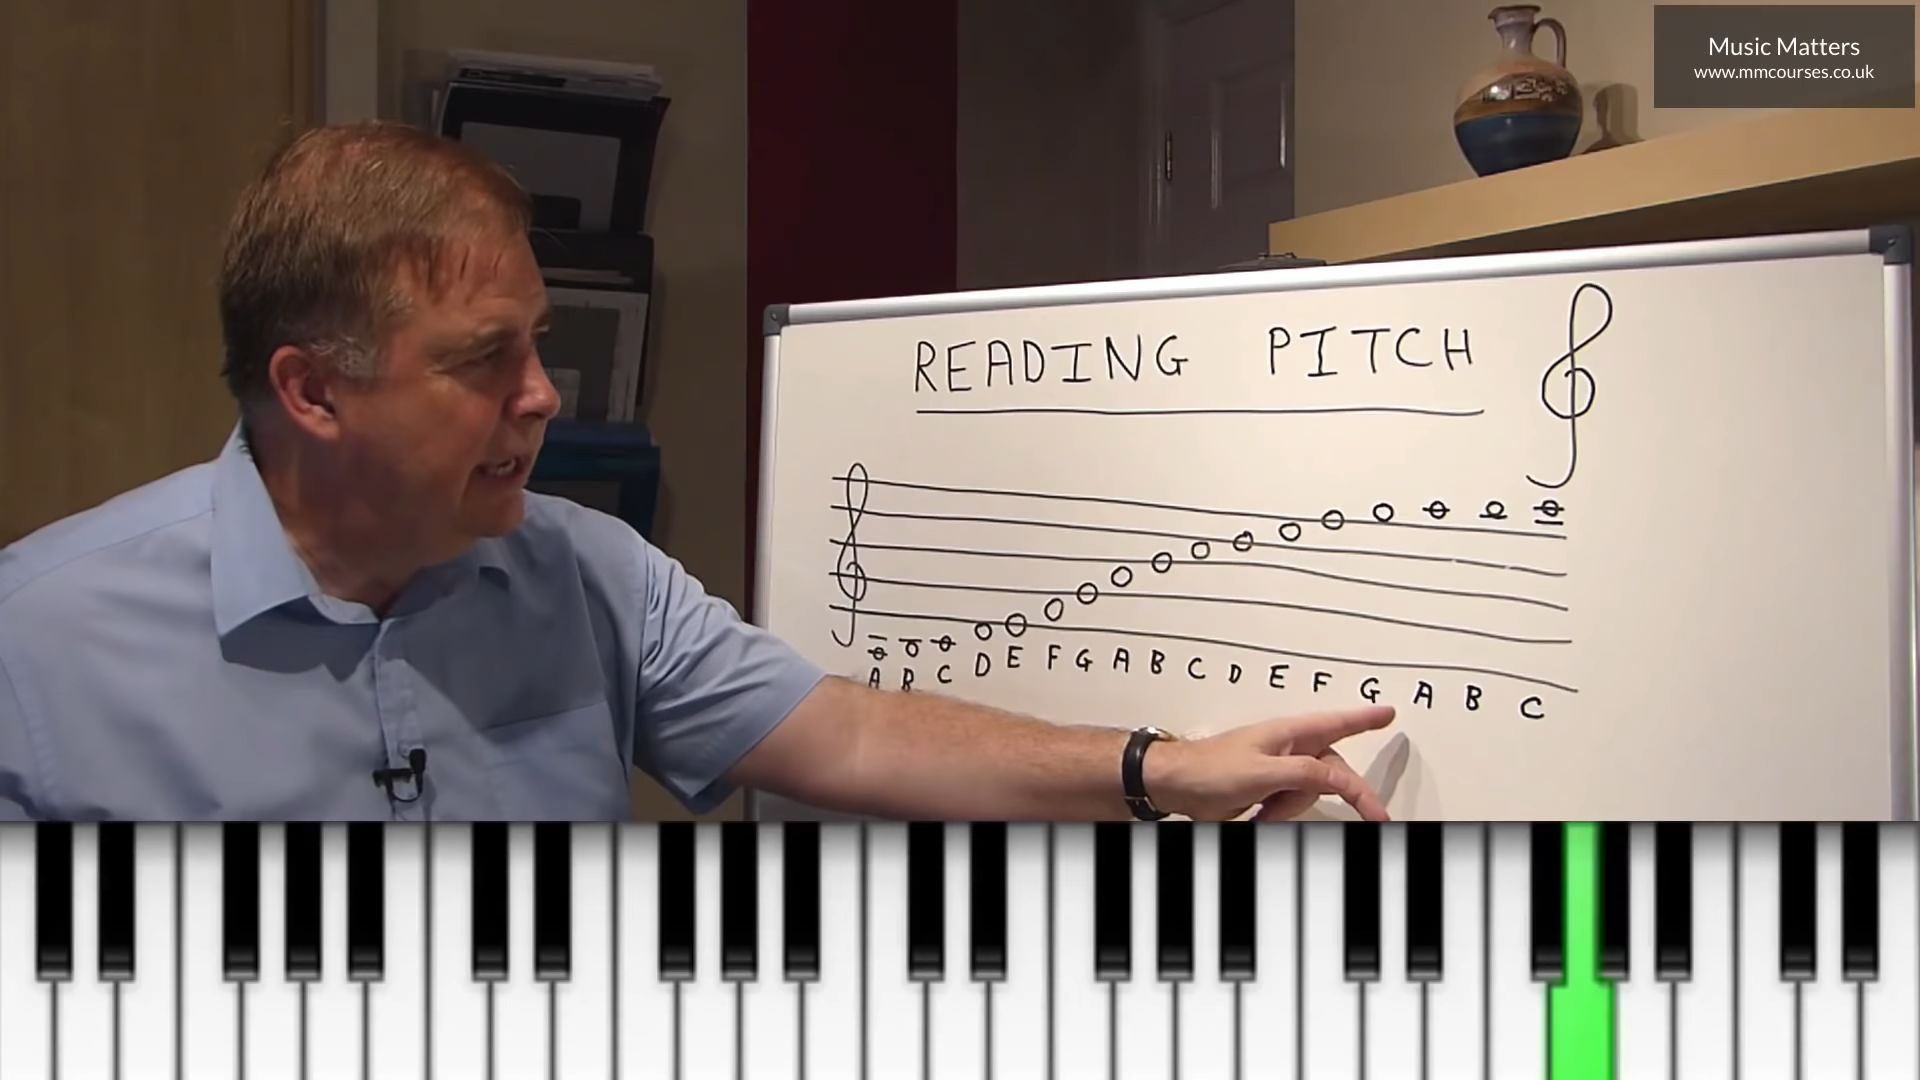 Music Matters
www.mmcourses.co.uk
READING PITCH
A B C D E F G A B C D E F G A B C